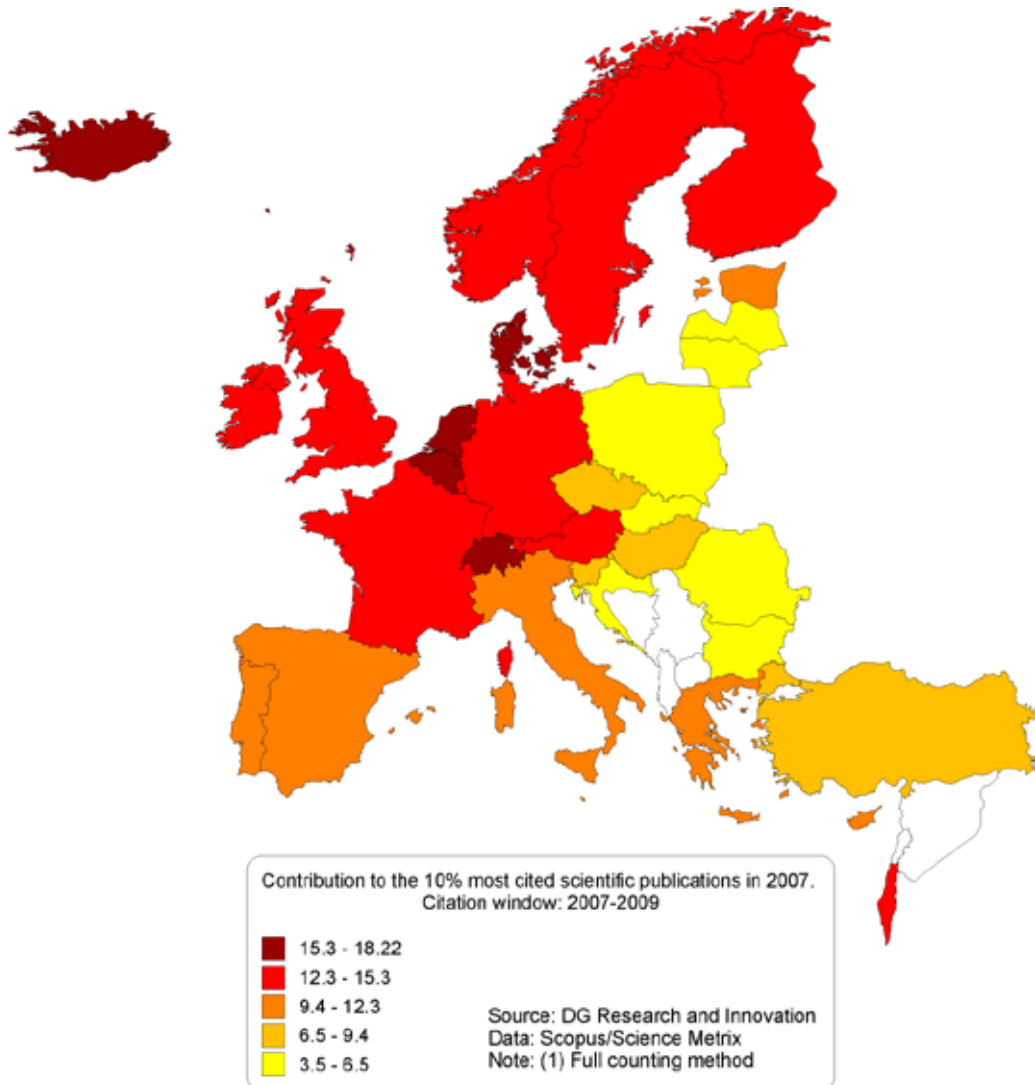 Contribution to the 10% most cited scientific publications in 2007.
Citation window: 2007-2009
15.3 - 18.22
12.3 - 15.3
9.4 - 12.3
6.5 - 9.4
3.5 - 6.5
Source: DG Research and Innovation
Data: Scopus/Science Metrix
Note: (1) Full counting method